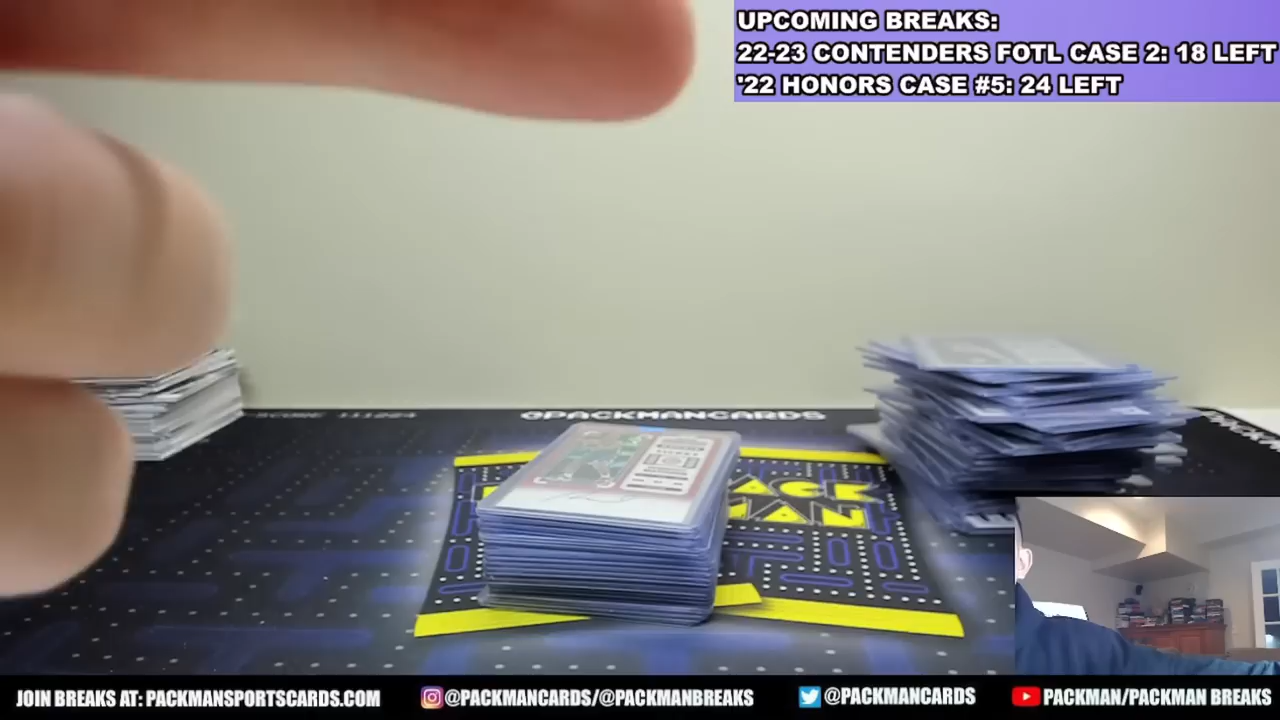 UPCOMING BREAKS:
22-23 CONTENDERS FOTL CASE 2: 18 LEFT
'22 HONORS CASE #5: 24 LEFT
@PACKMANCARDS
JOIN BREAKS AT: PACKMANSPORTSCARDS.COM
@PACKMANCARDS/@PACKMANBREAKS
@PACKMANCARDS
PACKMAN/PACKMAN BREAKS